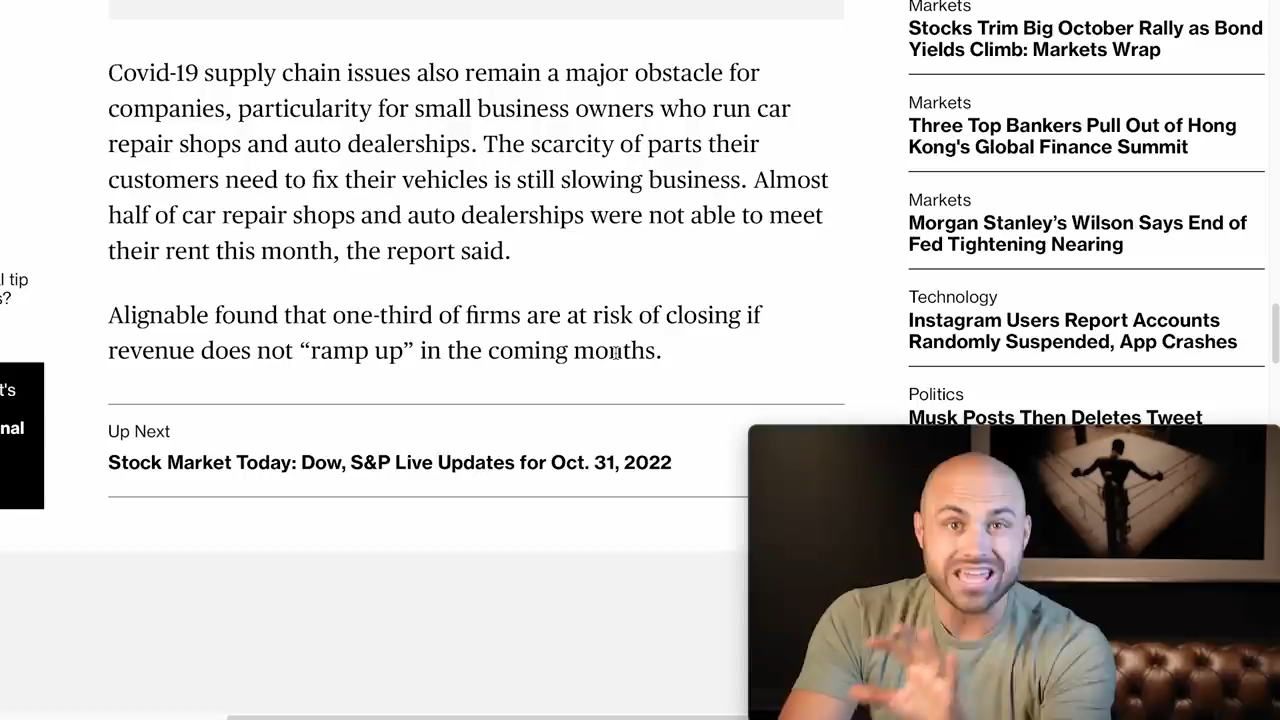 Covid-19 supply chain issues also remain a major obstacle for
companies, particularity for small business owners who run car
repair shops and auto dealerships. The scarcity of parts their
customers need to fix their vehicles is still slowing business. Almost
half of car repair shops and auto dealerships were not able to meet
their rent this month, the report said.
Alignable found that one-third of firms are at risk of closing if
revenue does not “ramp up” in the coming months.
Up Next
Stock Market Today: Dow, S&P Live Updates for Oct. 31, 2022
l tip
s?
t's
nal
Markets
Stocks Trim Big October Rally as Bond
Yields Climb: Markets Wrap
Markets
Three Top Bankers Pull Out of Hong
Kong's Global Finance Summit
Markets
Morgan Stanley’s Wilson Says End of
Fed Tightening Nearing
Technology
Instagram Users Report Accounts
Randomly Suspended, App Crashes
Politics
Musk Posts Then Deletes Tweet